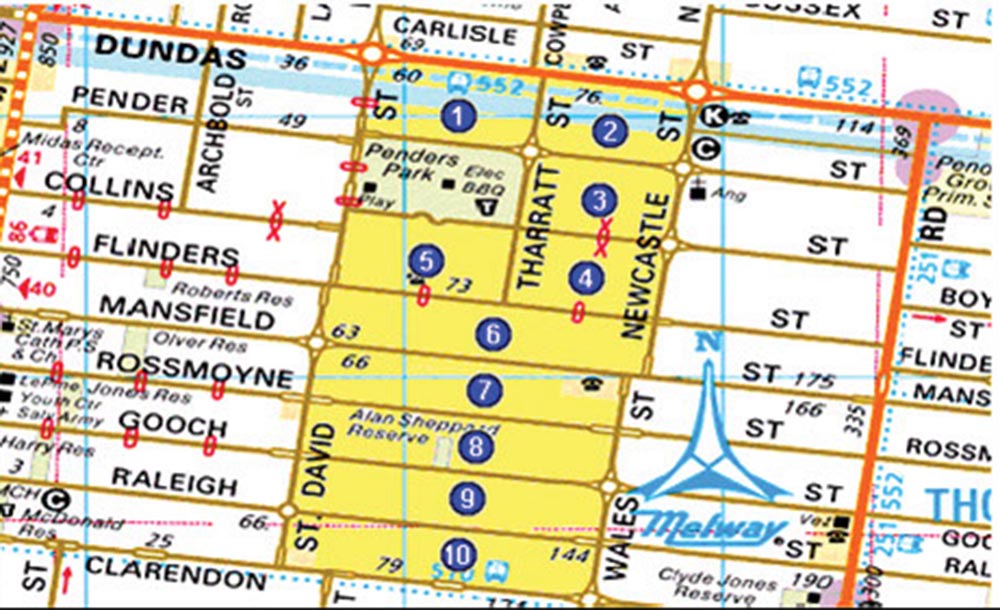 CARLISLE ST
SUSSEX ST
69
DUNDAS
36
60
552
76
552
114
369
927
850
PENDER ST
49
8
ST
1
ST
2
ST
K
C
ST
Midas Recept.
Ctr
41
ARCHBOLD ST
Penders
Park
Elec
BBQ
Play
3
Ang
COLLINS
4
86
FLINDERS
ST
RD
THARRATT
NEWCASTLE
5
73
4
251
750
40
Roberts Res
MANSFIELD
ST
BOY
ST
63
6
St. Marys
Cath P.S
& Ch
Olver Res
ROSSMOYNE
66
7
N
ST 175
FLINDE
MANS
LePine
Youth Ctr
Salv Army
Jones Res
GOOCH
Alan Sheppard
Reserve
8
ST
166
ST
335
ROSSM
Harry Res
3
RALEIGH
ST. DAVID
9
WALES
ST
251 552
THO
MCH
C
McDonald
Res
66
25
Melway
Vet
ST
GOO
RAL
CLARENDON
ST
79
10
510
144
Clyde Jones
Reserve
190
300